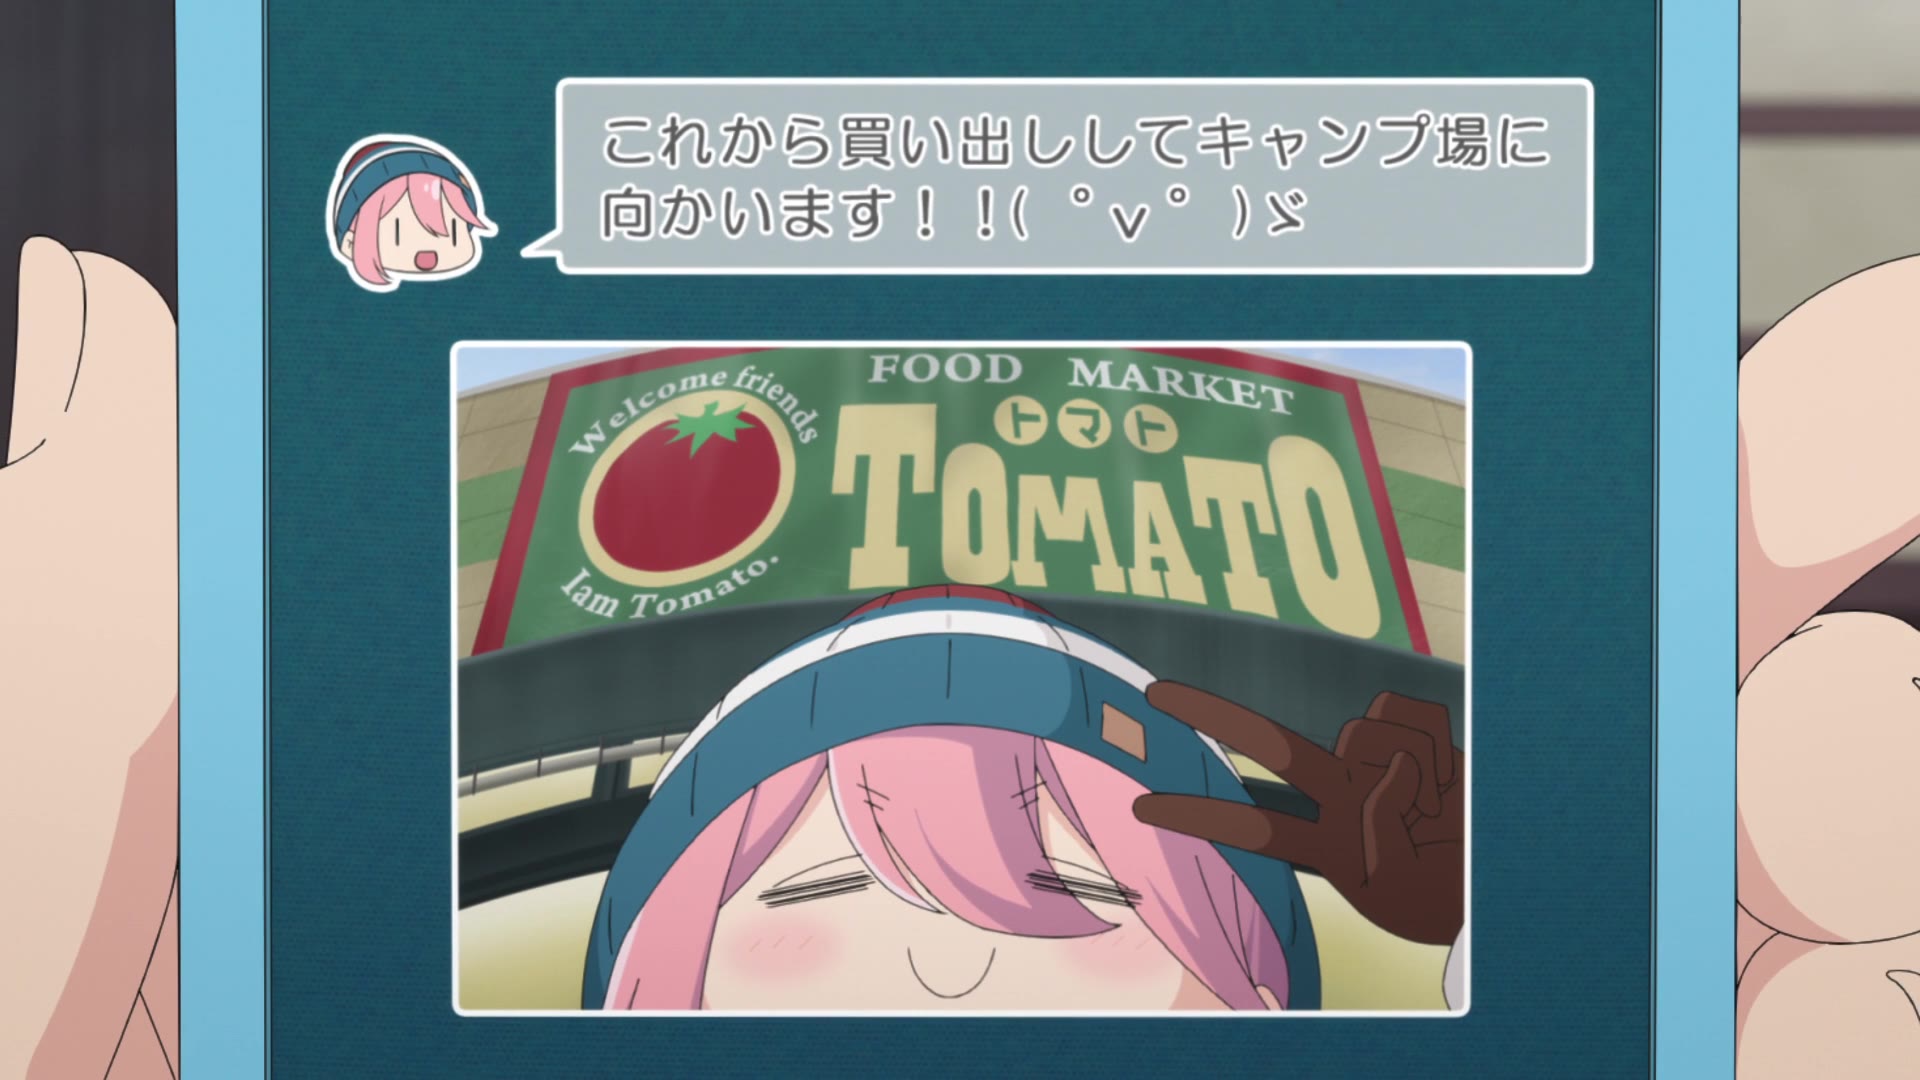 これから買い出ししてキャンプ場に
向かいます！！( ﾟ ∨ ﾟ )ゞ
Welcome friends
FOOD MARKET
トマト
TOMATO
Iam Tomato.